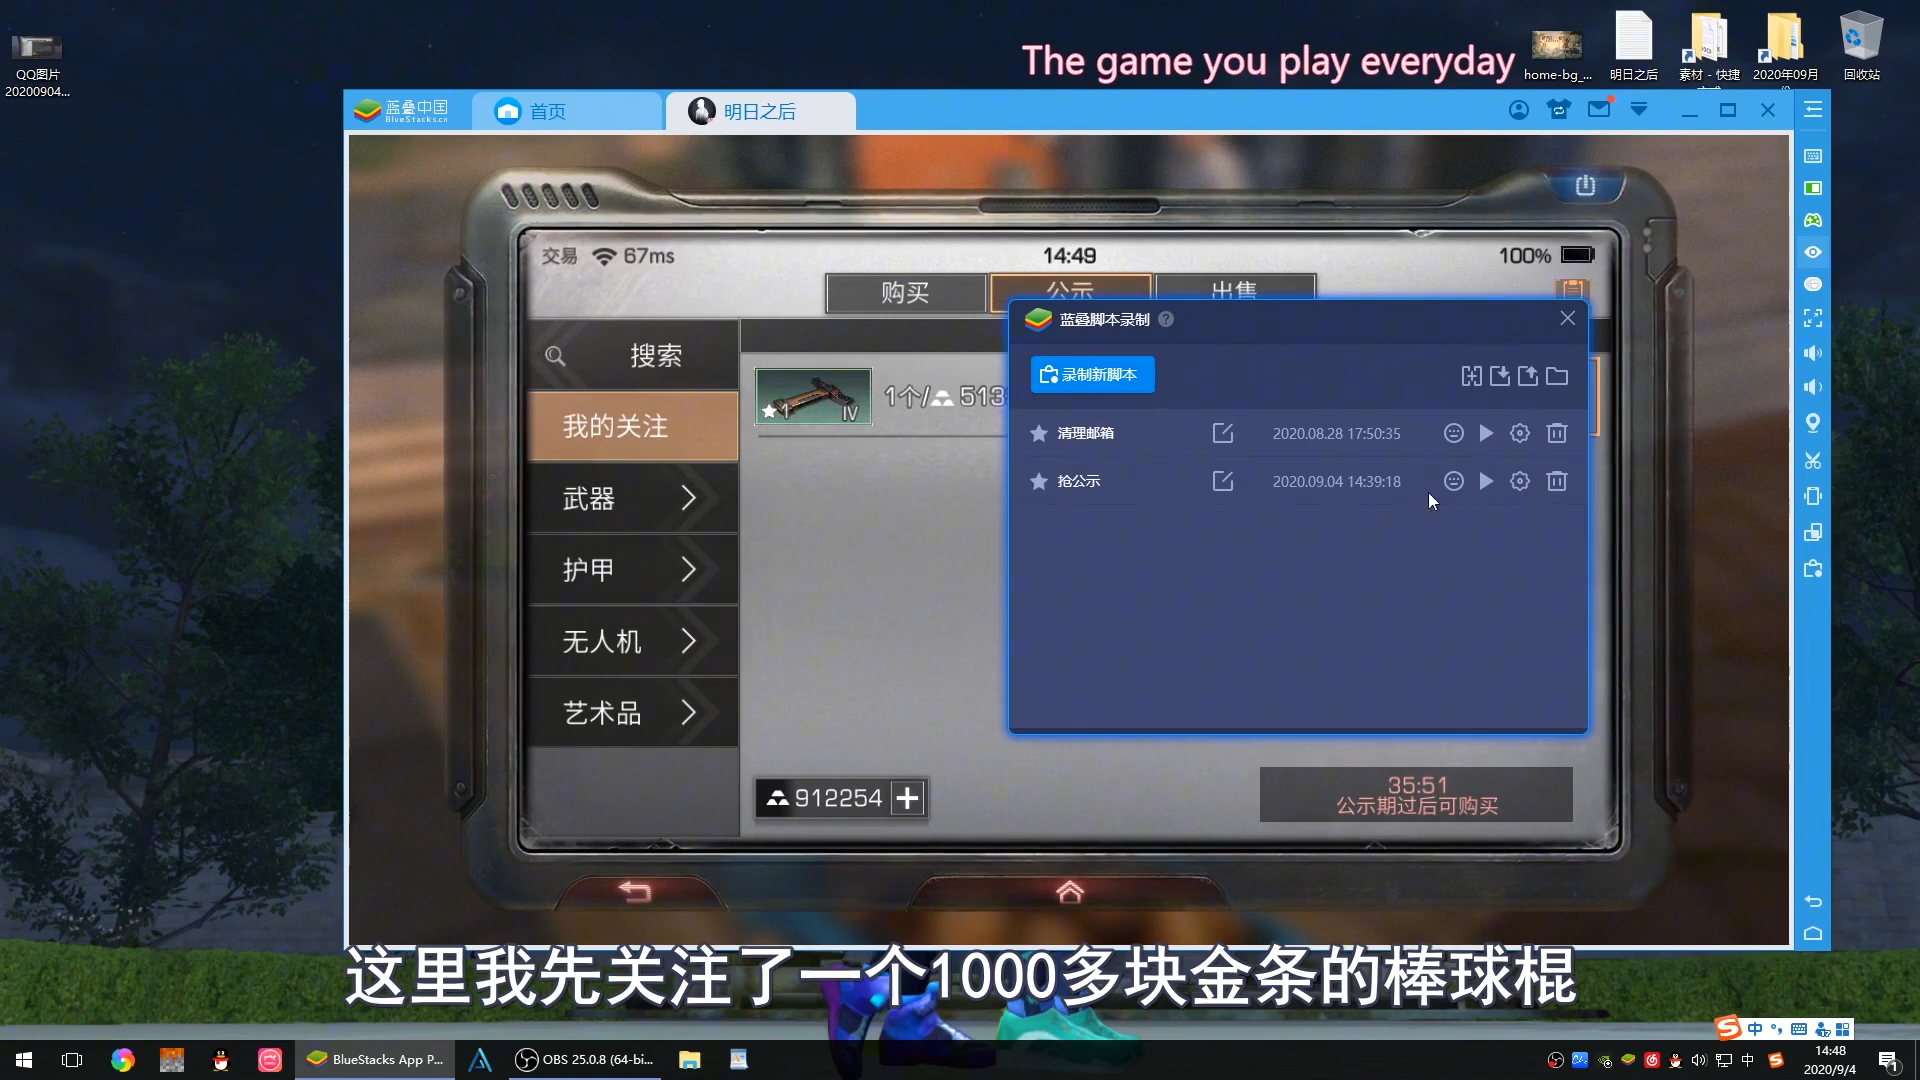 QQ图片
20200904...
The game you play everyday
home-bg_...
明日之后
素材 - 快捷
2020年09月
回收站
蓝叠中国
BlueStacks.cn
首页
明日之后
交易
67ms
14:49
100%
购买
公示
出售
搜索
我的关注
武器
护甲
无人机
艺术品
1
IV
1个/
513
蓝叠脚本录制
录制新脚本
清理邮箱
2020.08.28 17:50:35
抢公示
2020.09.04 14:39:18
912254
35:51
公示期过后可购买
这里我先关注了一个1000多块金条的棒球棍
中
BlueStacks App P...
OBS 25.0.8 (64-bi...
中
14:48
2020/9/4
1